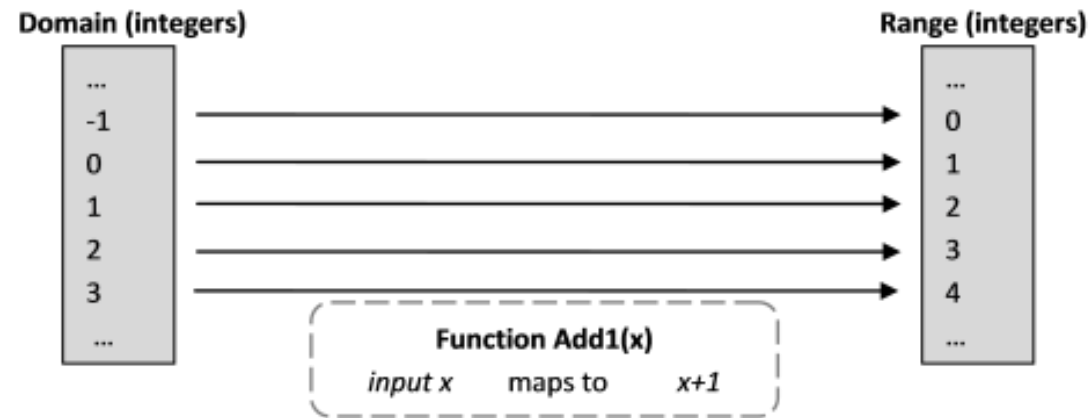 Domain (integers) Range (integers)
... ...
-1 0
0 1
1 2
2 3
3 4
... ...
Function Add1(x)
input x maps to x+1